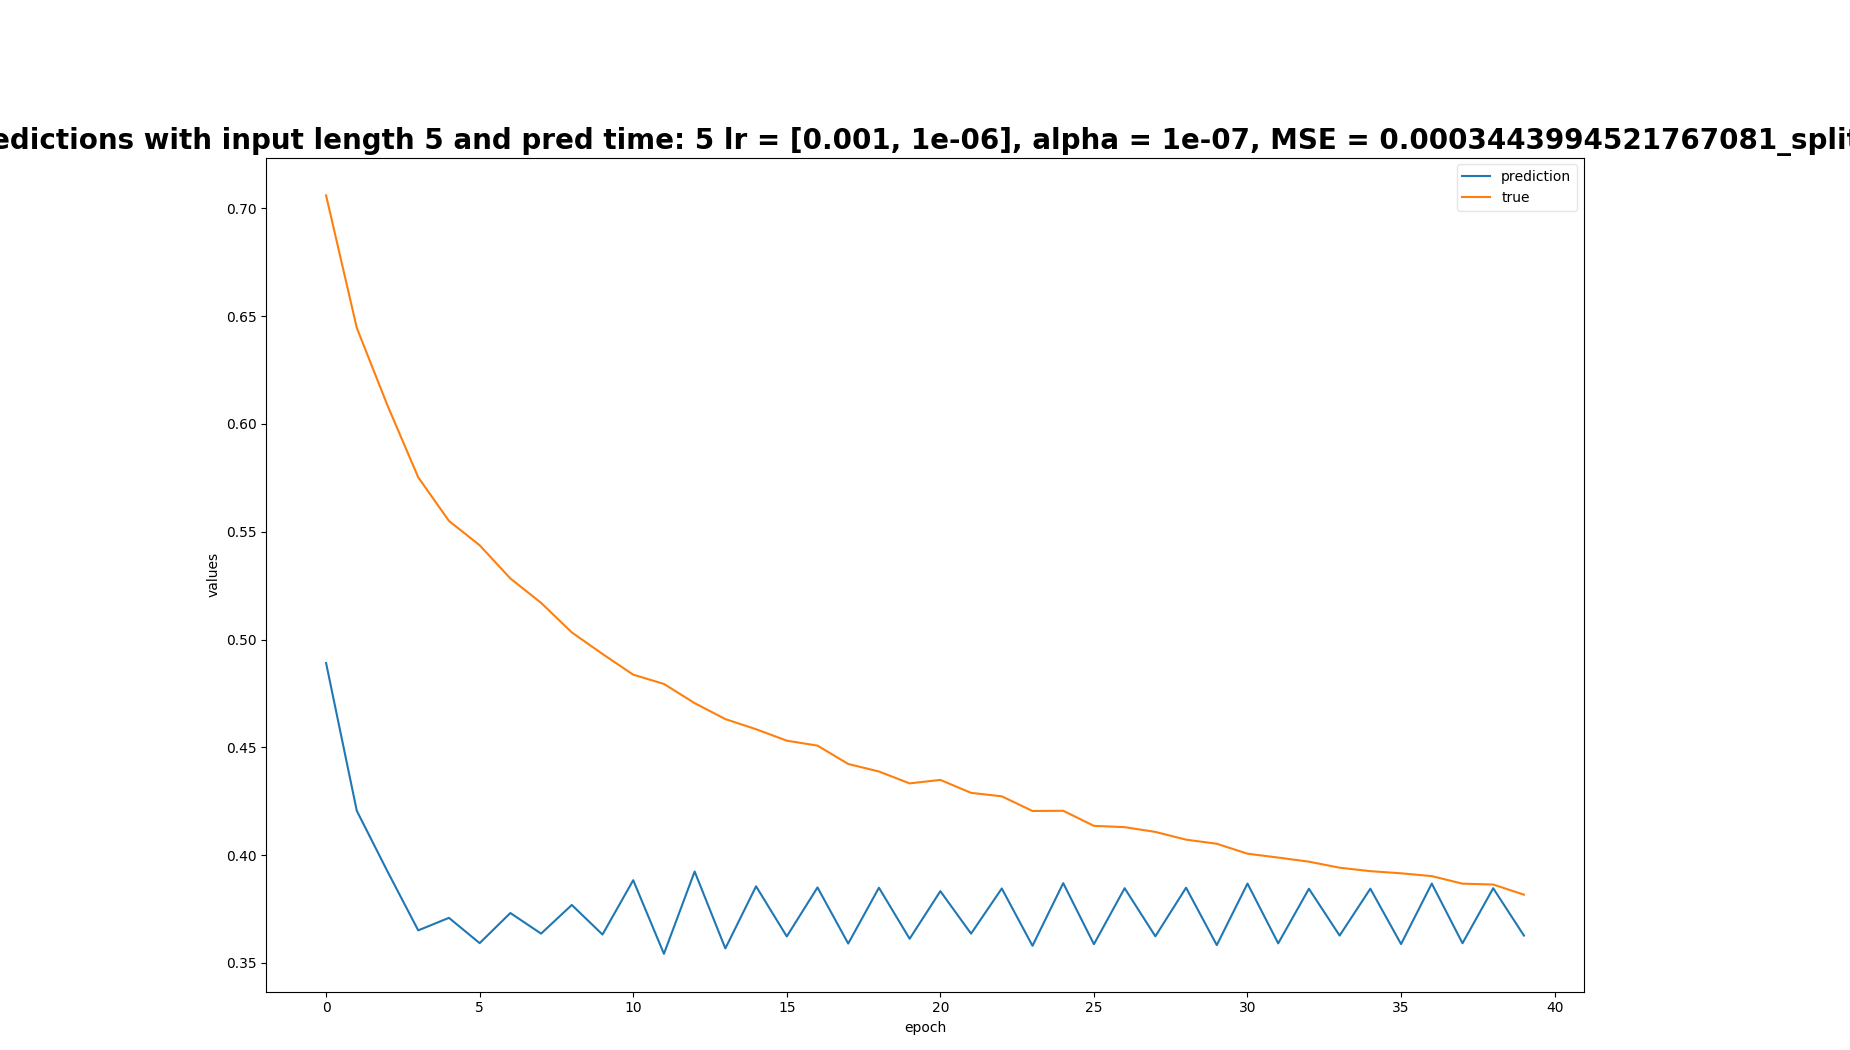 edictions with input length 5 and pred time: 5 lr = [0.001, 1e-06], alpha = 1e-07, MSE = 0.0003443994521767081_split
prediction
true
0.70
0.65
0.60
0.55
0.50
0.45
0.40
0.35
values
0 5 10 15 20 25 30 35 40
epoch